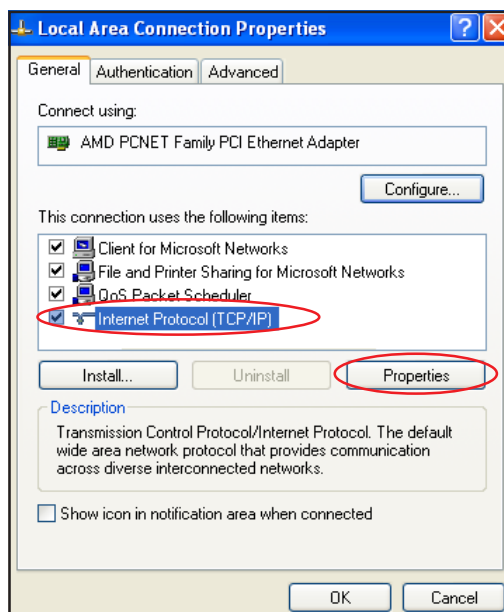 Local Area Connection Properties
General Authentication Advanced
Connect using:
AMD PCNET Family PCI Ethernet Adapter
Configure...
This connection uses the following items:
Client for Microsoft Networks
File and Printer Sharing for Microsoft Networks
QoS Packet Scheduler
Internet Protocol (TCP/IP)
Install... Uninstall Properties
Description
Transmission Control Protocol/Internet Protocol. The default
wide area network protocol that provides communication
across diverse interconnected networks.
Show icon in notification area when connected
OK Cancel